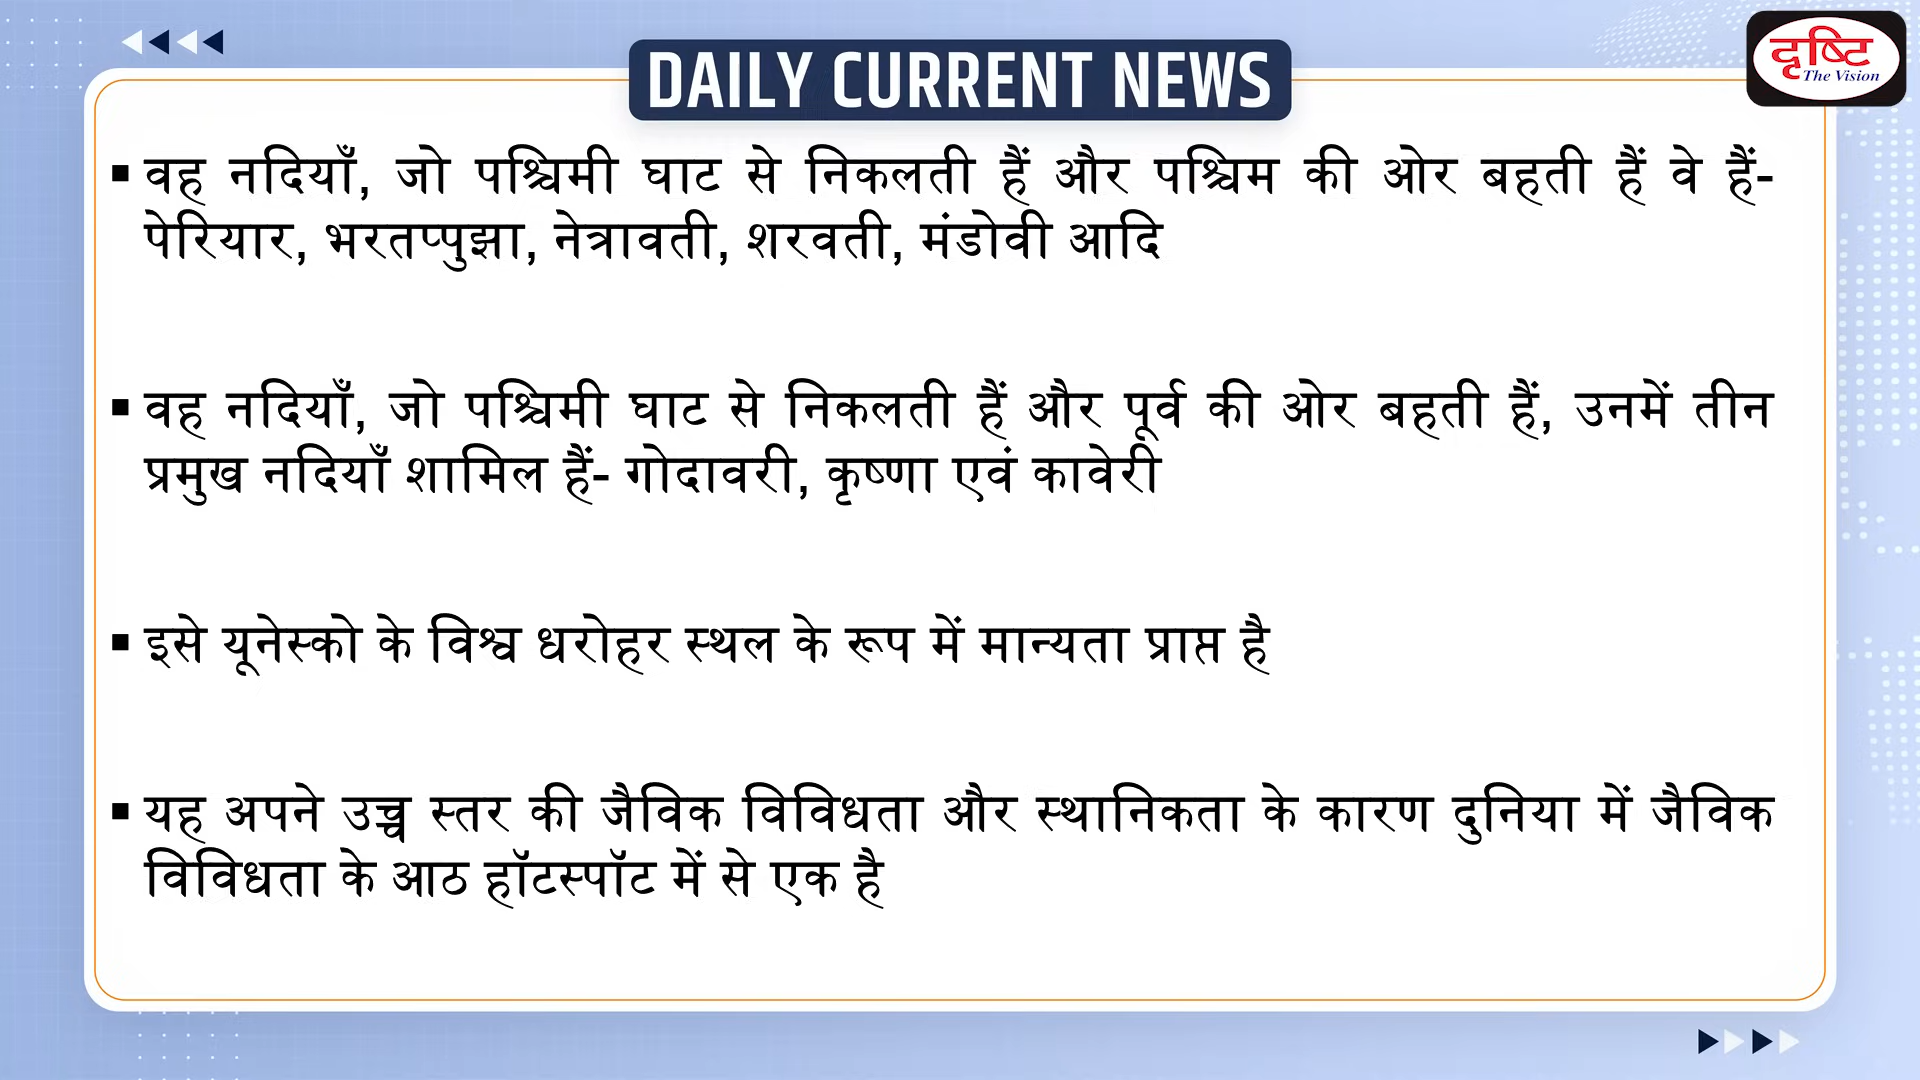 DAILY CURRENT NEWS
दृष्टि
The Vision
▪ वह नदियाँ, जो पश्चिमी घाट से निकलती हैं और पश्चिम की ओर बहती हैं वे हैं-
पेरियार, भरतप्पुझा, नेत्रावती, शरवती, मंडोवी आदि
▪ वह नदियाँ, जो पश्चिमी घाट से निकलती हैं और पूर्व की ओर बहती हैं, उनमें तीन
प्रमुख नदियाँ शामिल हैं- गोदावरी, कृष्णा एवं कावेरी
▪ इसे यूनेस्को के विश्व धरोहर स्थल के रूप में मान्यता प्राप्त है
▪ यह अपने उच्च स्तर की जैविक विविधता और स्थानिकता के कारण दुनिया में जैविक
विविधता के आठ हॉटस्पॉट में से एक है